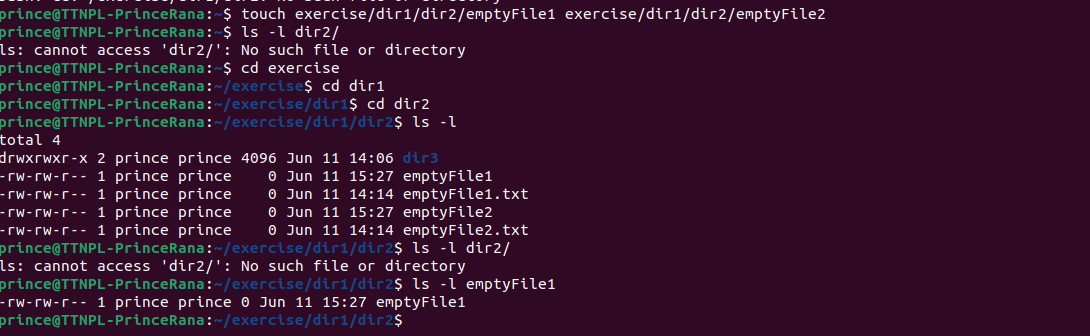 prince@TTNPL-PrinceRana:~$ touch exercise/dir1/dir2/emptyFile1 exercise/dir1/dir2/emptyFile2
prince@TTNPL-PrinceRana:~$ ls -l dir2/
ls: cannot access 'dir2/': No such file or directory
prince@TTNPL-PrinceRana:~$ cd exercise
prince@TTNPL-PrinceRana:~/exercise$ cd dir1
prince@TTNPL-PrinceRana:~/exercise/dir1$ cd dir2
prince@TTNPL-PrinceRana:~/exercise/dir1/dir2$ ls -l
total 4
drwxrwxr-x 2 prince prince 4096 Jun 11 14:06 dir3
-rw-rw-r-- 1 prince prince    0 Jun 11 15:27 emptyFile1
-rw-rw-r-- 1 prince prince    0 Jun 11 14:14 emptyFile1.txt
-rw-rw-r-- 1 prince prince    0 Jun 11 15:27 emptyFile2
-rw-rw-r-- 1 prince prince    0 Jun 11 14:14 emptyFile2.txt
prince@TTNPL-PrinceRana:~/exercise/dir1/dir2$ ls -l dir2/
ls: cannot access 'dir2/': No such file or directory
prince@TTNPL-PrinceRana:~/exercise/dir1/dir2$ ls -l emptyFile1
-rw-rw-r-- 1 prince prince 0 Jun 11 15:27 emptyFile1
prince@TTNPL-PrinceRana:~/exercise/dir1/dir2$